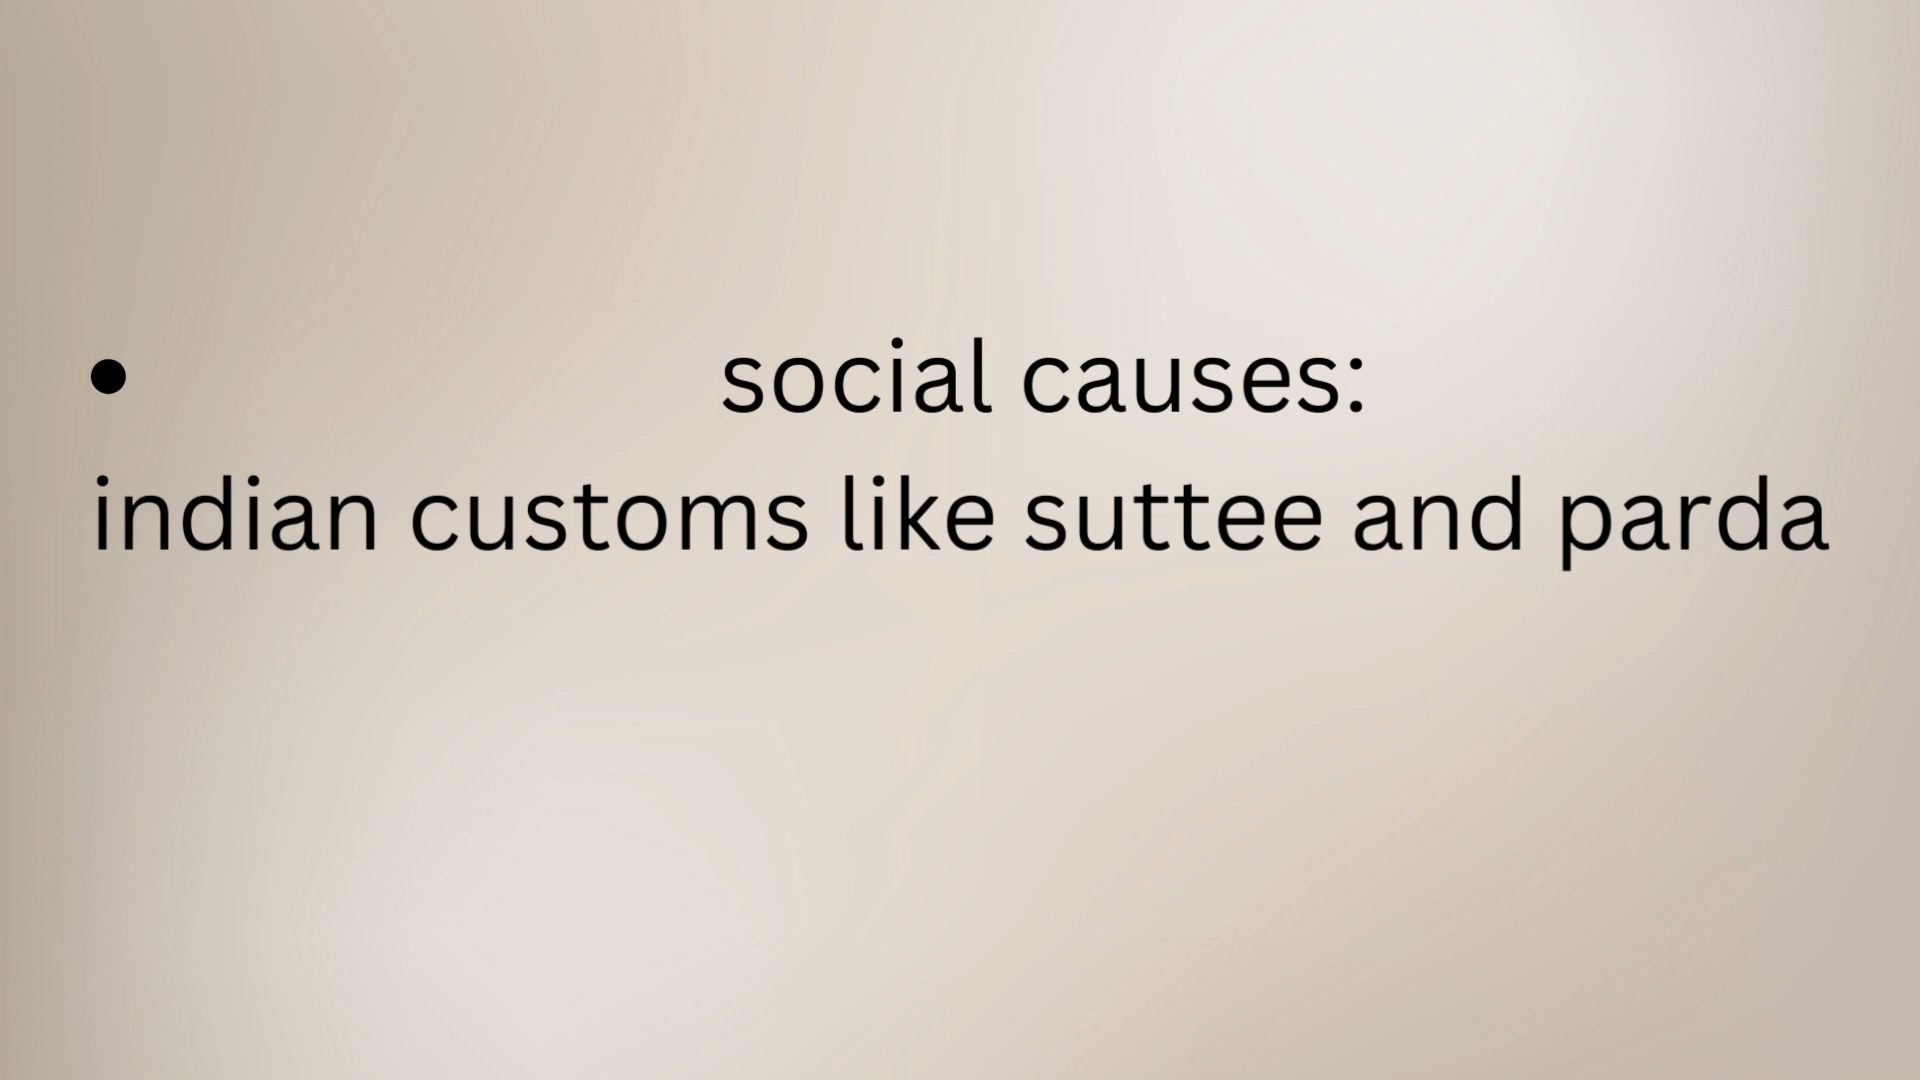 • social causes:
indian customs like suttee and parda